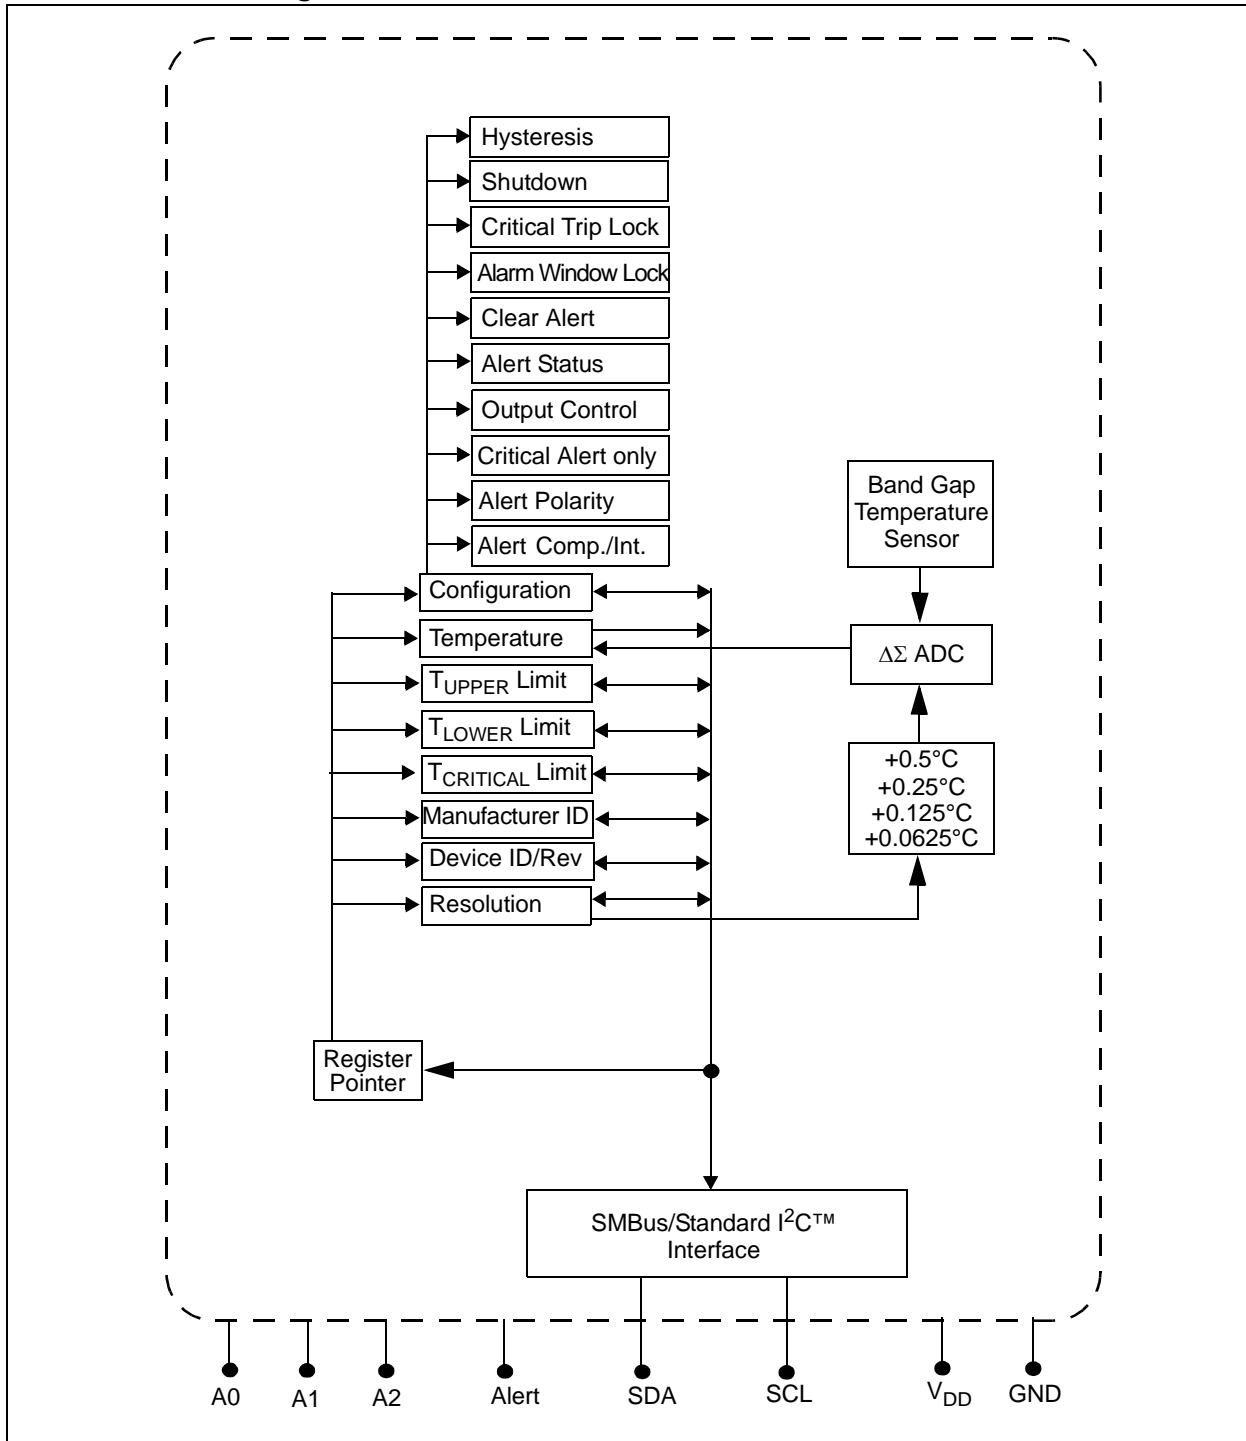 Hysteresis
Shutdown
Critical Trip Lock
Alarm Window Lock
Clear Alert
Alert Status
Output Control
Critical Alert only
Alert Polarity
Alert Comp./Int.
Configuration
Temperature
TUPPER Limit
TLOWER Limit
TCRITICAL Limit
Manufacturer ID
Device ID/Rev
Resolution
Band Gap
Temperature
Sensor
ΔΣ ADC
+0.5°C
+0.25°C
+0.125°C
+0.0625°C
Register
Pointer
SMBus/Standard I2C™
Interface
A0
A1
A2
Alert
SDA
SCL
VDD
GND